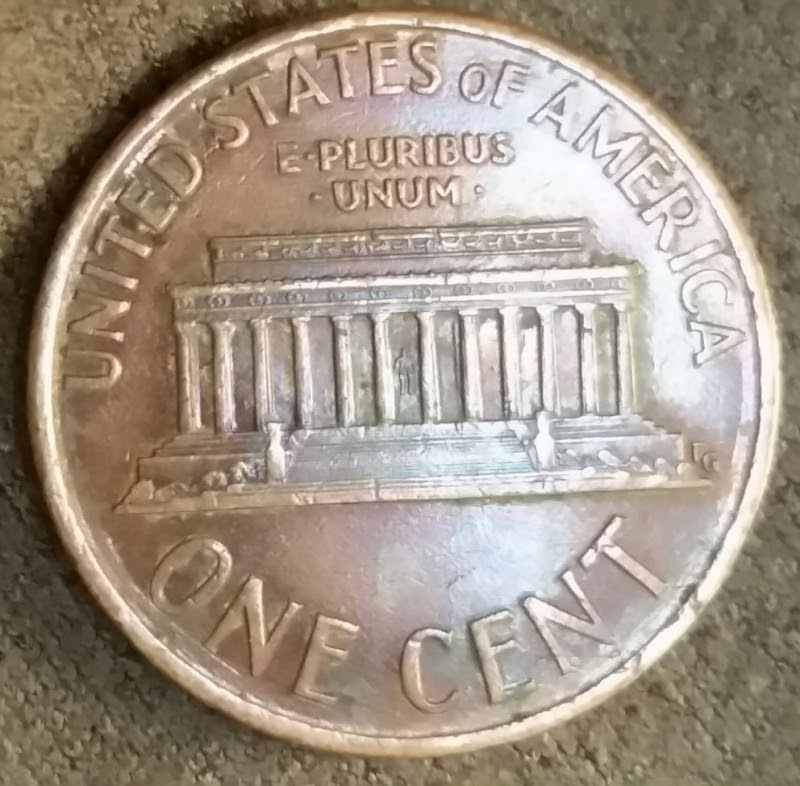 UNITED STATES OF AMERICA
E·PLURIBUS
·UNUM·
FG
ONE CENT